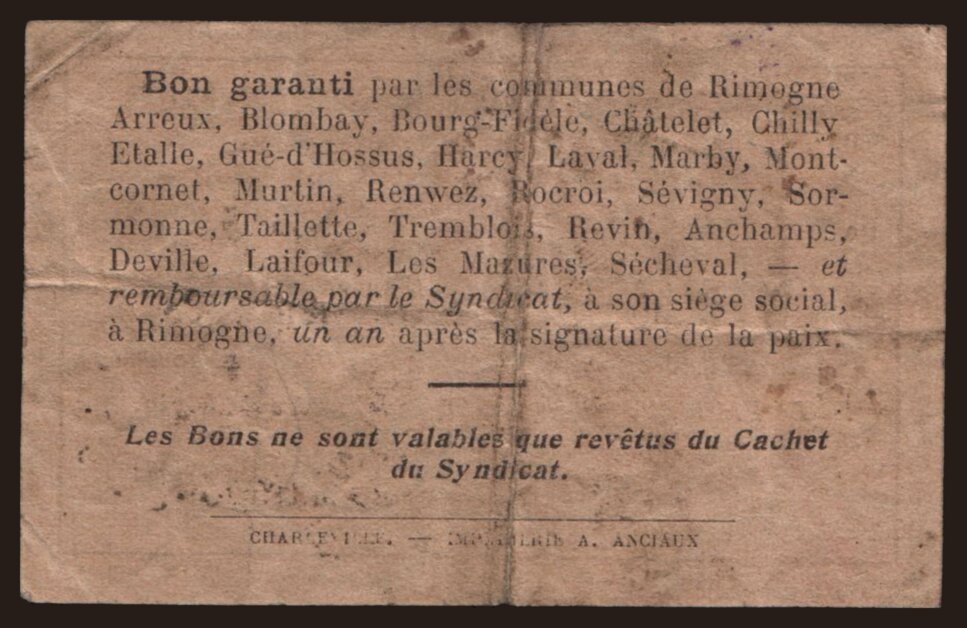 Bon garanti par les communes de Rimogne
Arreux, Blombay, Bourg-Fidèle, Châtelet, Chilly
Etalle, Gué-d'Hossus, Harcy, Laval, Marby, Mont-
cornet, Murtin, Renwez, Rocroi, Sévigny, Sor-
monne, Taillette, Tremblois, Revin, Anchamps,
Deville, Laifour, Les Mazures, Sécheval, — et
remboursable par le Syndicat, à son siège social,
à Rimogne, un an après la signature de la paix.
Les Bons ne sont valables que revêtus du Cachet
du Syndicat.
CHARLEVILLE. — IMPRIMERIE A. ANCIAUX